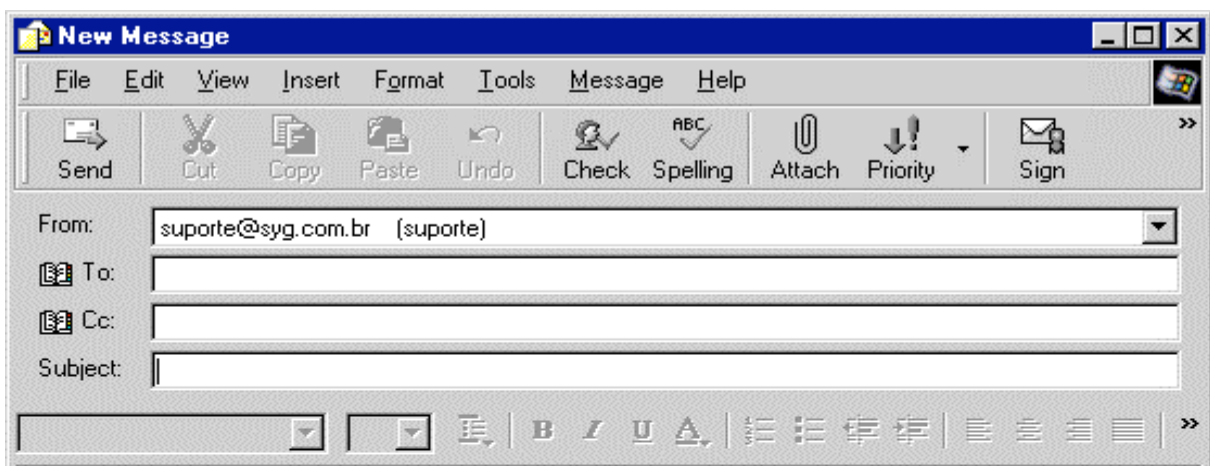 New Message
File Edit View Insert Format Tools Message Help
ABC
Send Cut Copy Paste Undo Check Spelling Attach Priority Sign
From: suporte@syg.com.br (suporte)
To:
Cc:
Subject:
B I U A